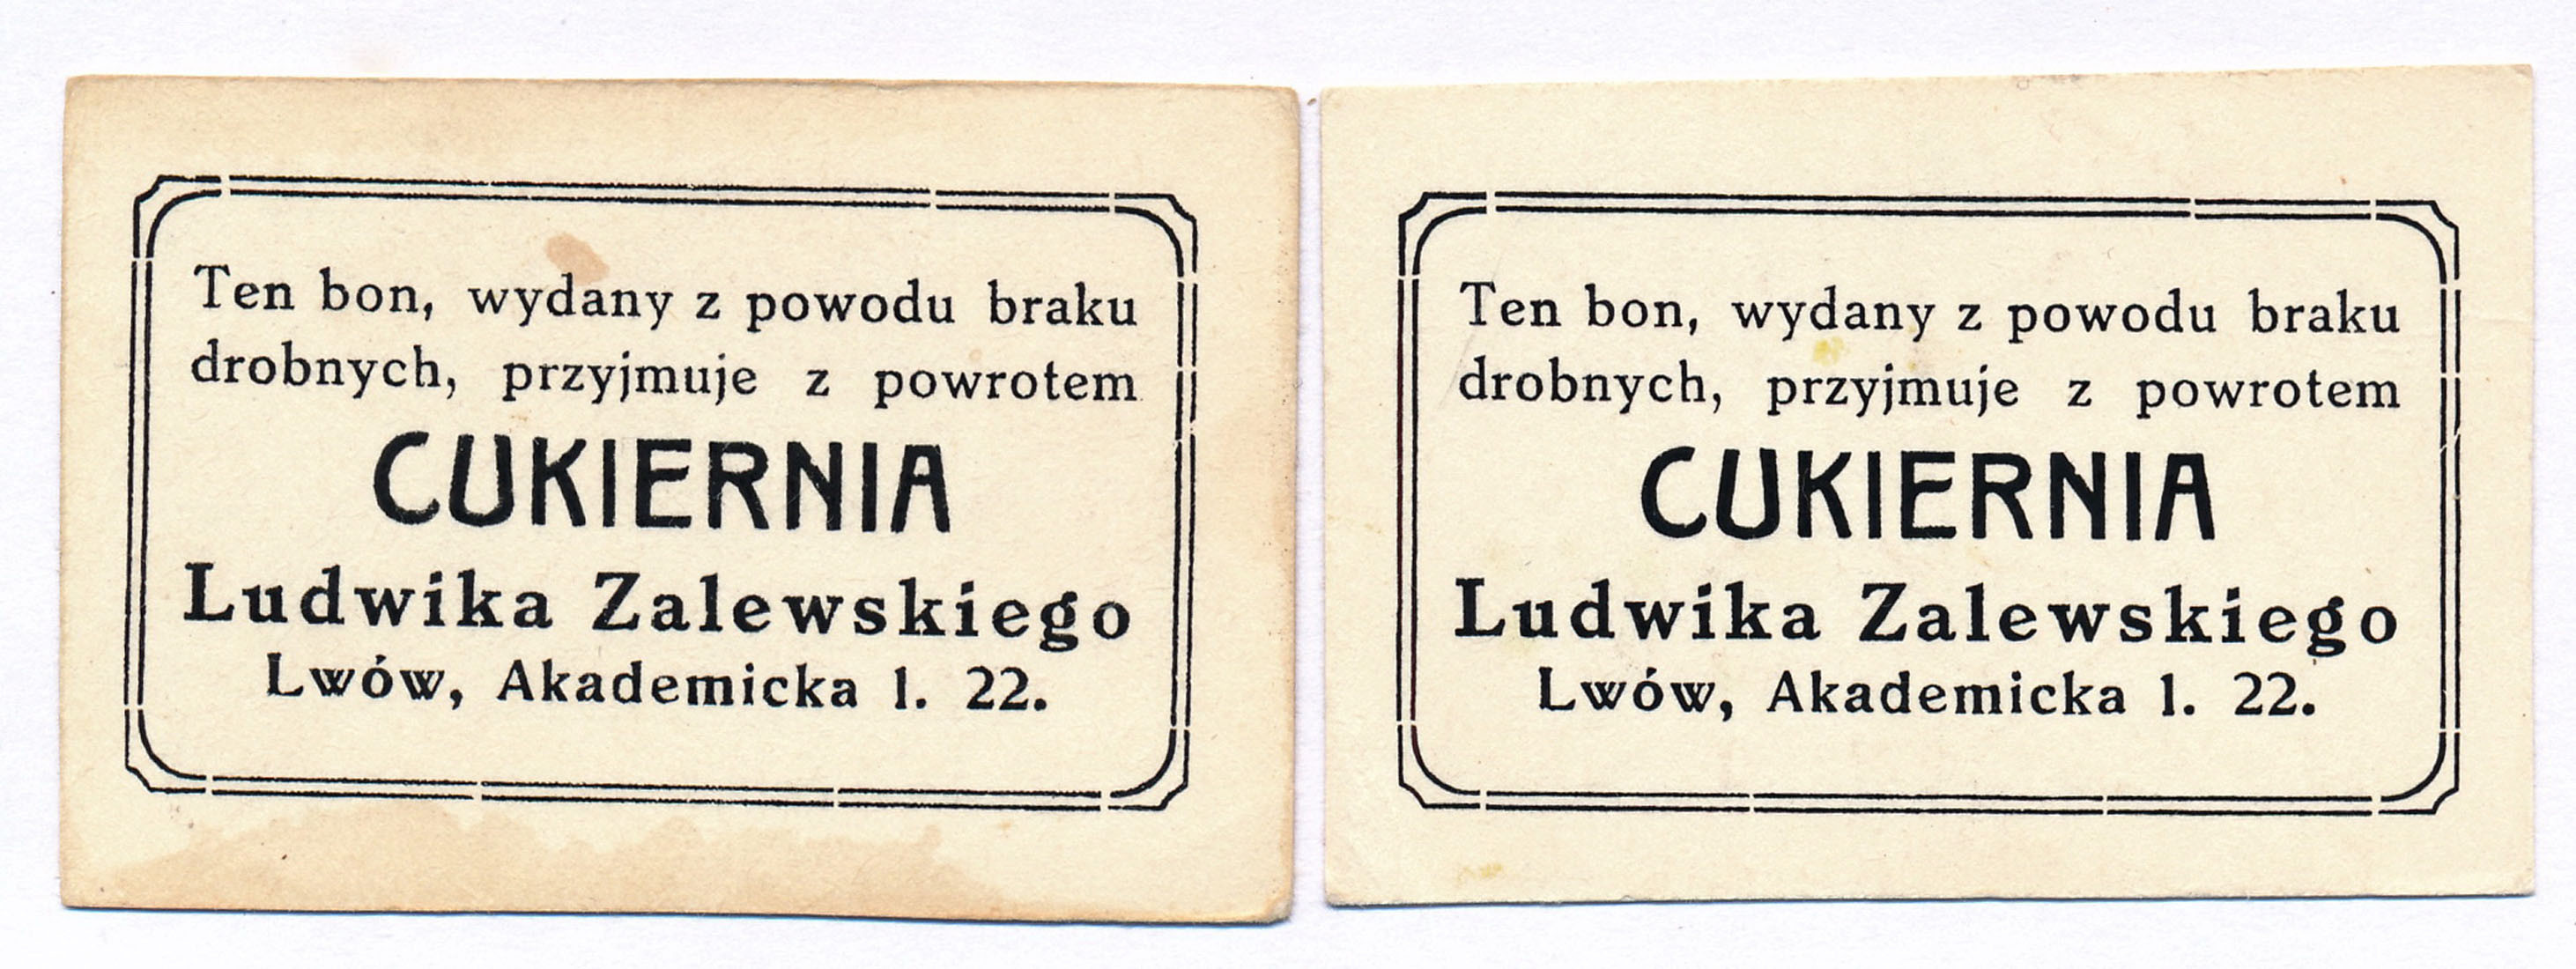 Ten bon, wydany z powodu braku
drobnych, przyjmuje z powrotem
CUKIERNIA
Ludwika Zalewskiego
Lwów, Akademicka l. 22.
Ten bon, wydany z powodu braku
drobnych, przyjmuje z powrotem
CUKIERNIA
Ludwika Zalewskiego
Lwów, Akademicka l. 22.